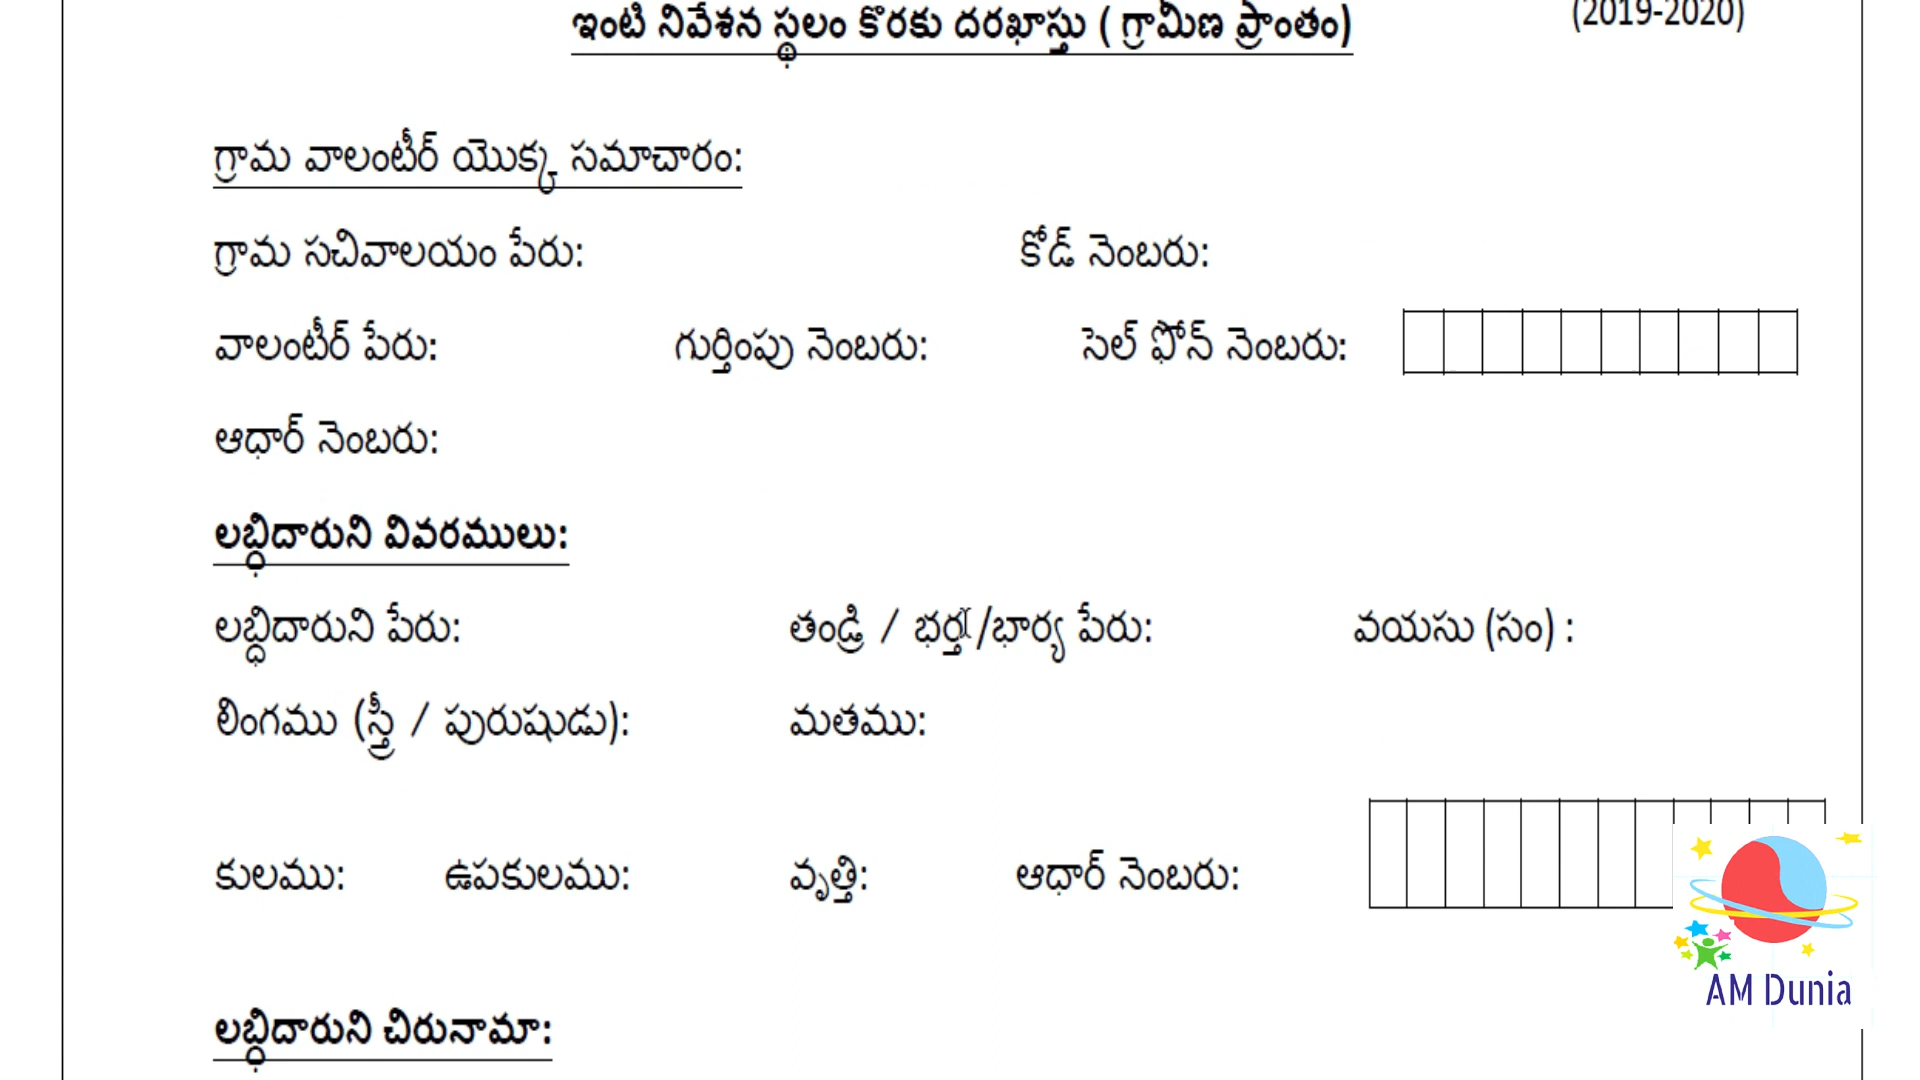 ఇంటి నివేశన స్థలం కొరకు దరఖాస్తు ( గ్రామీణ ప్రాంతం) (2019-2020)
గ్రామ వాలంటీర్ యొక్క సమాచారం:
గ్రామ సచివాలయం పేరు: కోడ్ నెంబరు:
వాలంటీర్ పేరు: గుర్తింపు నెంబరు: సెల్ ఫోన్ నెంబరు:
ఆధార్ నెంబరు:
లబ్ధిదారుని వివరములు:
లబ్ధిదారుని పేరు: తండ్రి / భర్త /భార్య పేరు: వయసు (సం) :
లింగము (స్త్రీ / పురుషుడు): మతము:
కులము: ఉపకులము: వృత్తి: ఆధార్ నెంబరు:
AM Dunia
లబ్ధిదారుని చిరునామా: